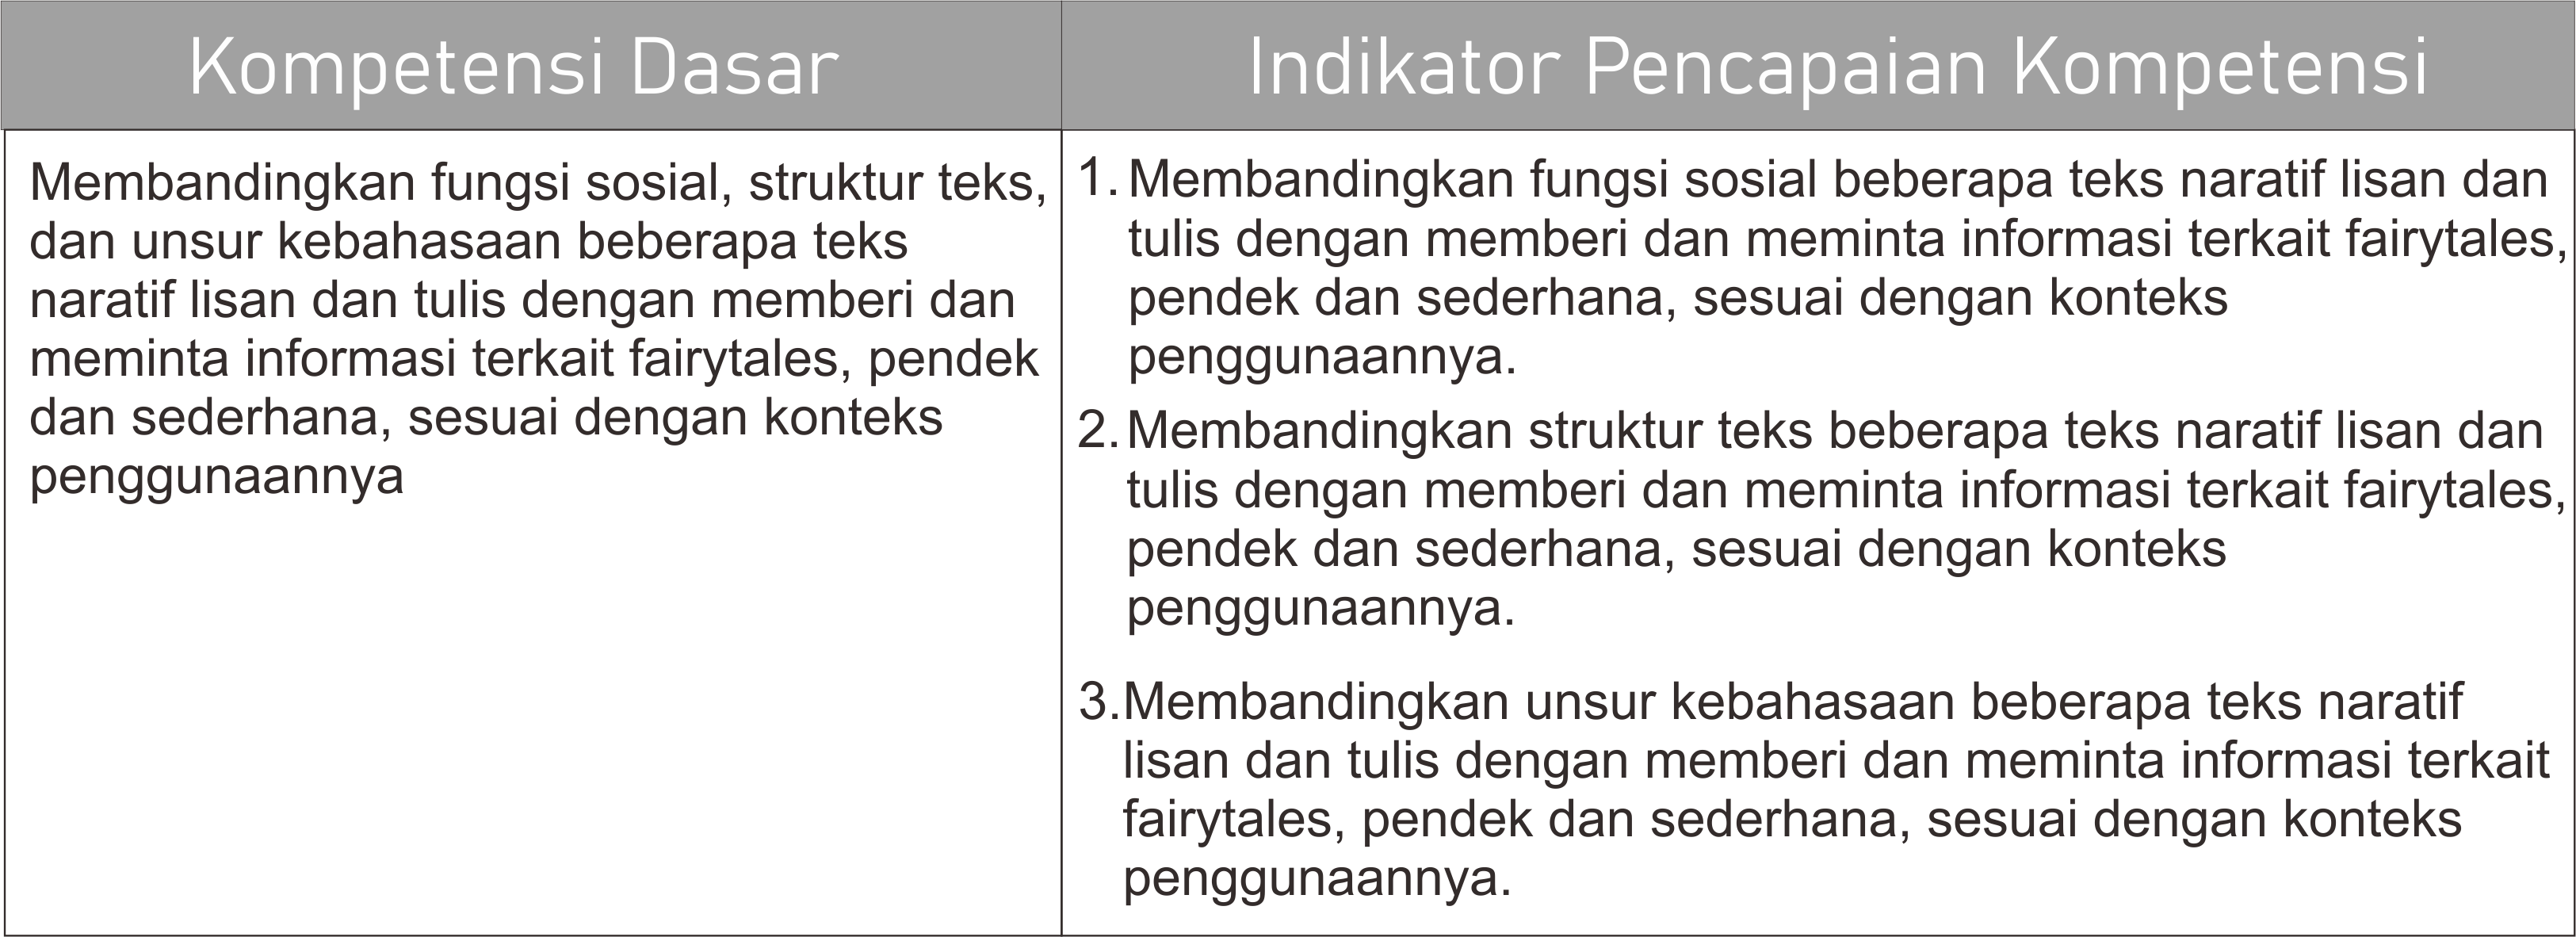 Kompetensi Dasar
Indikator Pencapaian Kompetensi
Membandingkan fungsi sosial, struktur teks,
dan unsur kebahasaan beberapa teks
naratif lisan dan tulis dengan memberi dan
meminta informasi terkait fairytales, pendek
dan sederhana, sesuai dengan konteks
penggunaannya
1. Membandingkan fungsi sosial beberapa teks naratif lisan dan
tulis dengan memberi dan meminta informasi terkait fairytales,
pendek dan sederhana, sesuai dengan konteks
penggunaannya.
2. Membandingkan struktur teks beberapa teks naratif lisan dan
tulis dengan memberi dan meminta informasi terkait fairytales,
pendek dan sederhana, sesuai dengan konteks
penggunaannya.
3.Membandingkan unsur kebahasaan beberapa teks naratif
lisan dan tulis dengan memberi dan meminta informasi terkait
fairytales, pendek dan sederhana, sesuai dengan konteks
penggunaannya.